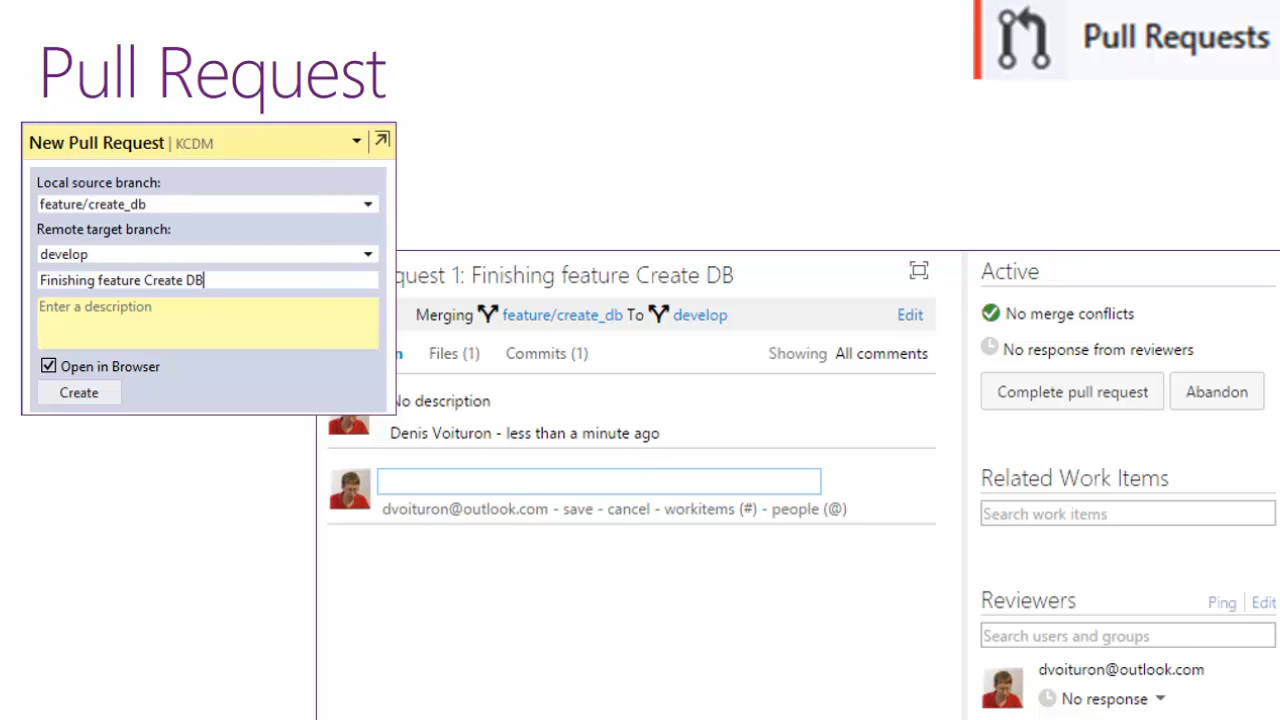 Pull Requests
Pull Request
New Pull Request | KCDM
Local source branch:
feature/create_db
Remote target branch:
develop
Finishing feature Create DB
Enter a description
Open in Browser
Create
quest 1: Finishing feature Create DB
Merging feature/create_db To develop Edit
n Files (1) Commits (1) Showing All comments
No description
Denis Voituron - less than a minute ago
dvoituron@outlook.com - save - cancel - workitems (#) - people (@)
Active
No merge conflicts
No response from reviewers
Complete pull request Abandon
Related Work Items
Search work items
Reviewers Ping | Edit
Search users and groups
dvoituron@outlook.com
No response